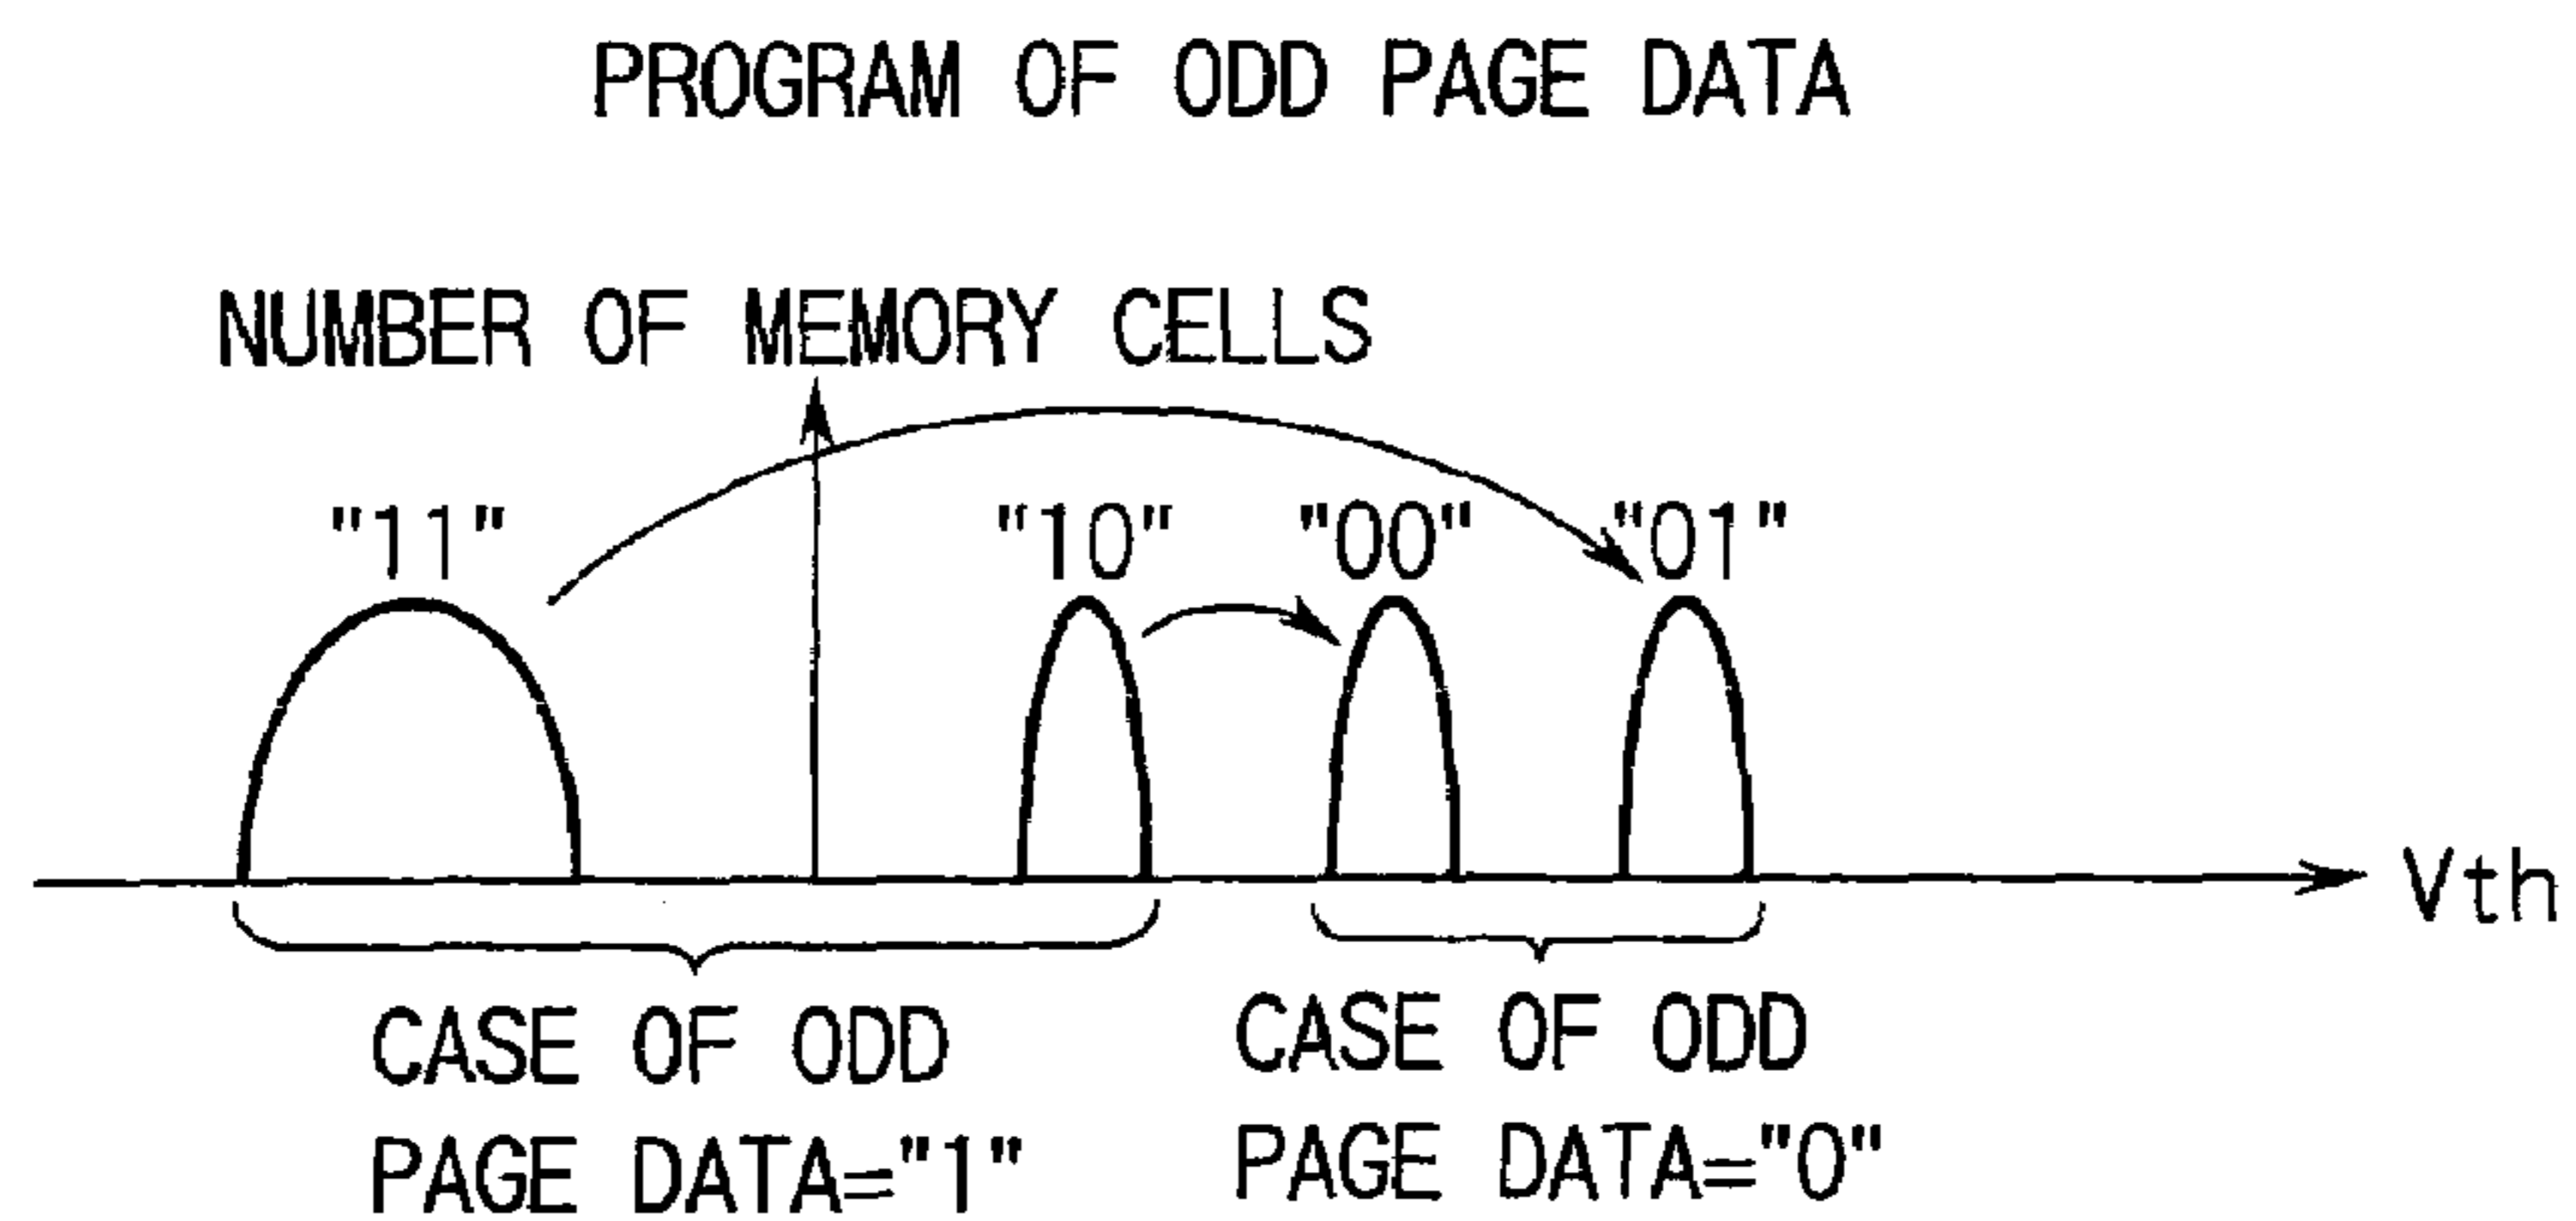 PROGRAM OF ODD PAGE DATA
NUMBER OF MEMORY CELLS
"11" "10" "00" "01"
Vth
CASE OF ODD
PAGE DATA="1"
CASE OF ODD
PAGE DATA="0"